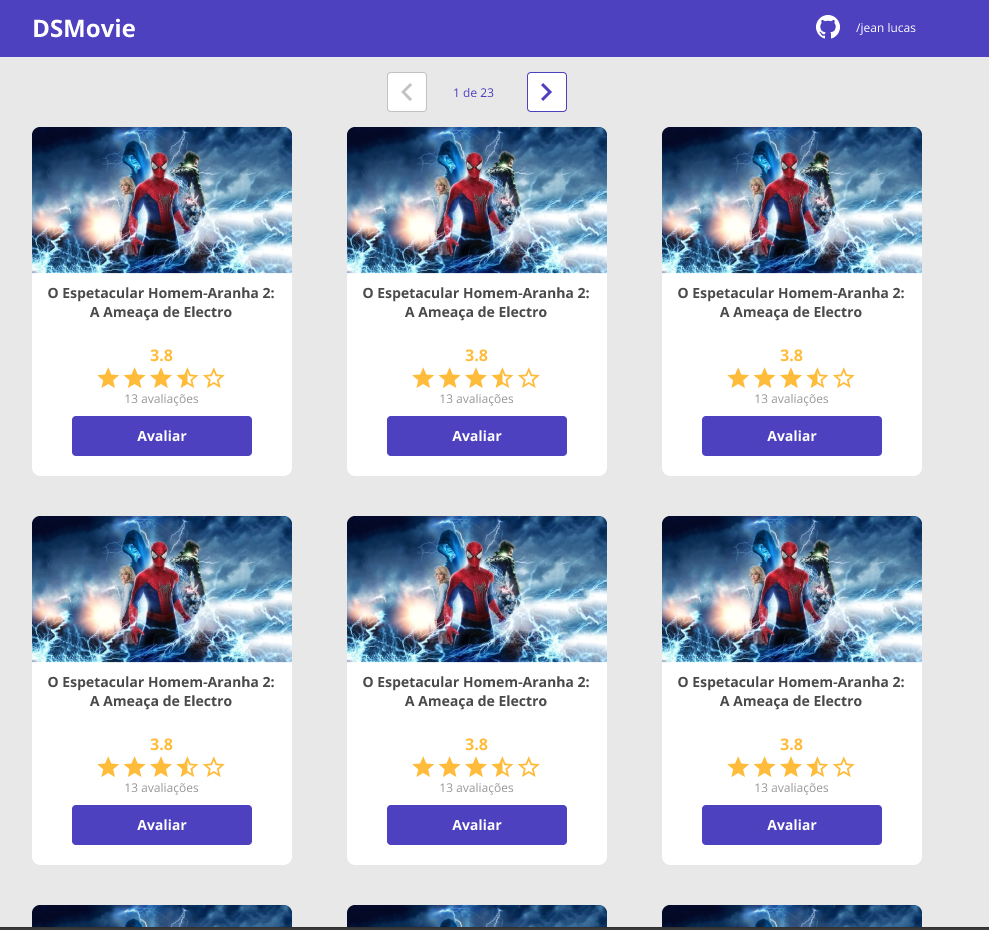 DSMovie
/jean lucas
1 de 23
O Espetacular Homem-Aranha 2:
A Ameaça de Electro
3.8
13 avaliações
Avaliar
O Espetacular Homem-Aranha 2:
A Ameaça de Electro
3.8
13 avaliações
Avaliar
O Espetacular Homem-Aranha 2:
A Ameaça de Electro
3.8
13 avaliações
Avaliar
O Espetacular Homem-Aranha 2:
A Ameaça de Electro
3.8
13 avaliações
Avaliar
O Espetacular Homem-Aranha 2:
A Ameaça de Electro
3.8
13 avaliações
Avaliar
O Espetacular Homem-Aranha 2:
A Ameaça de Electro
3.8
13 avaliações
Avaliar